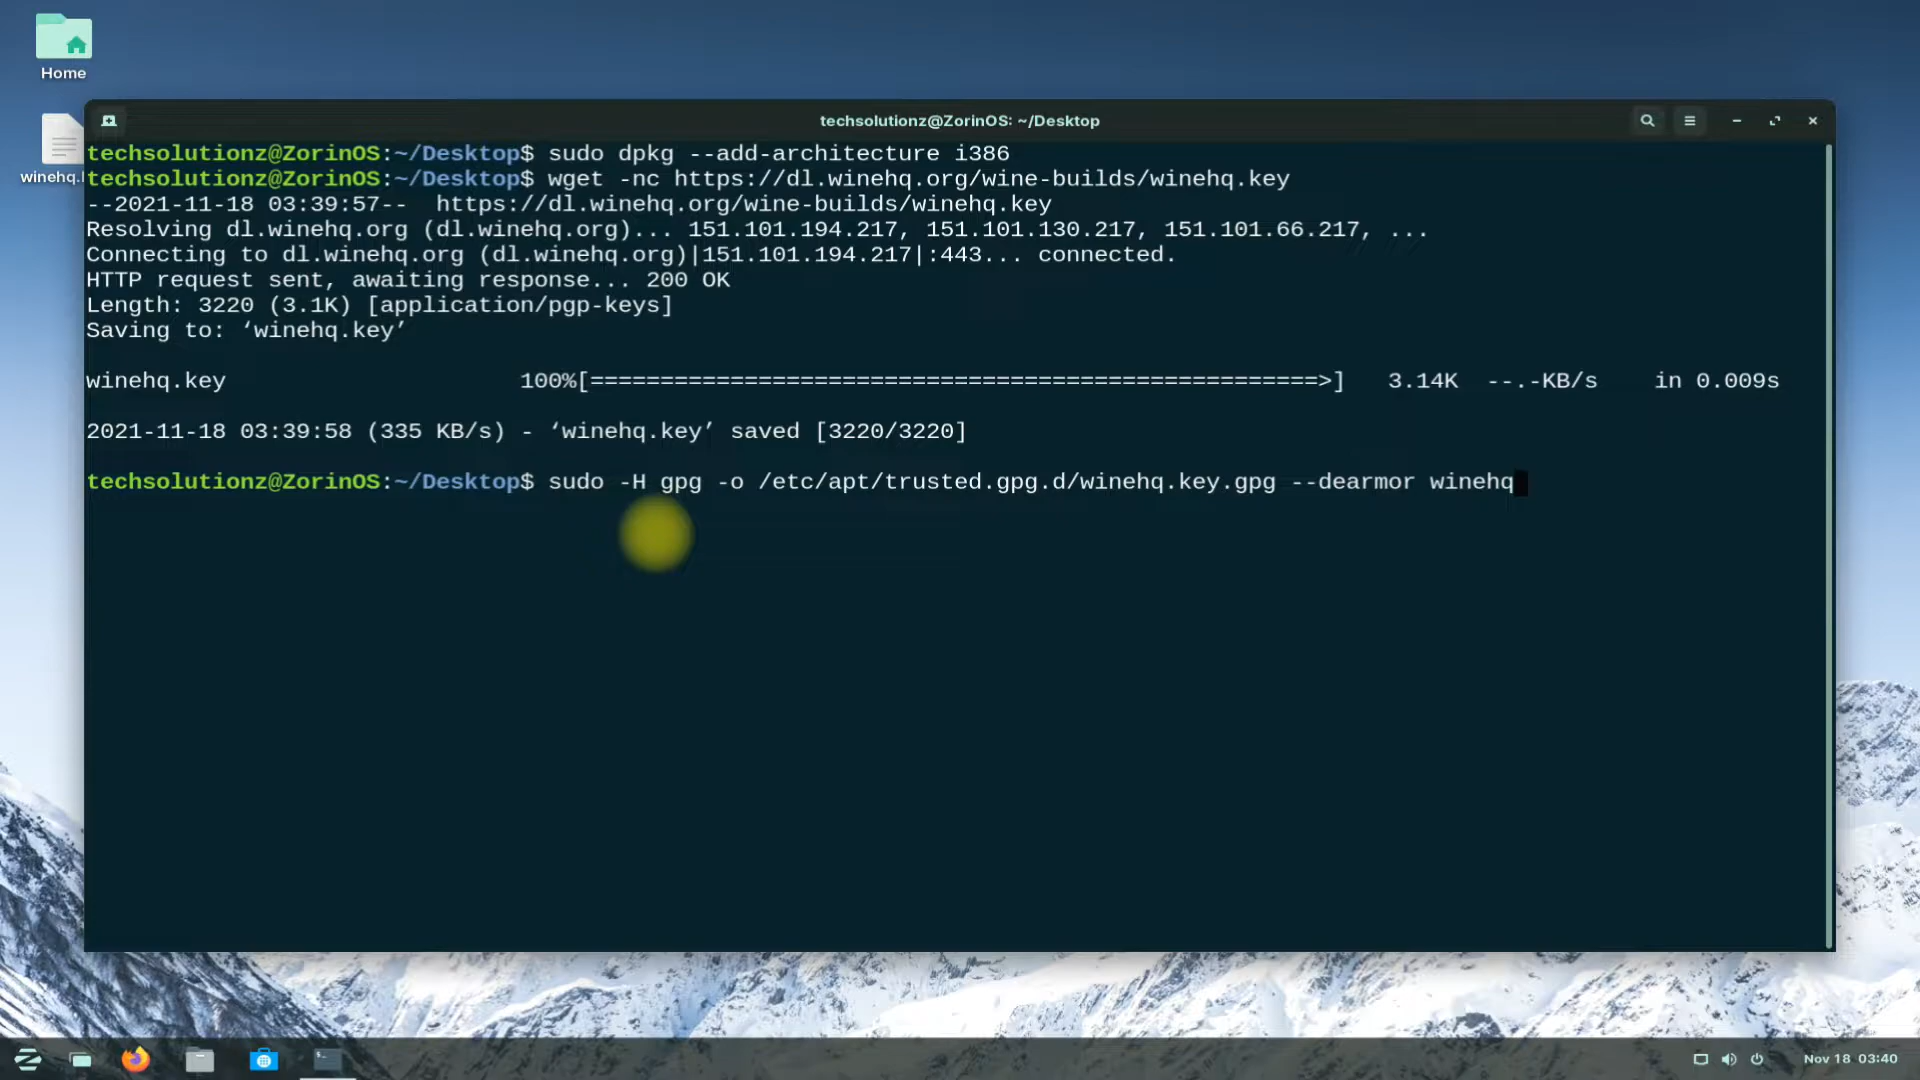 Home
winehq.
techsolutionz@ZorinOS: ~/Desktop
techsolutionz@ZorinOS:~/Desktop$ sudo dpkg --add-architecture i386
techsolutionz@ZorinOS:~/Desktop$ wget -nc https://dl.winehq.org/wine-builds/winehq.key
--2021-11-18 03:39:57--  https://dl.winehq.org/wine-builds/winehq.key
Resolving dl.winehq.org (dl.winehq.org)... 151.101.194.217, 151.101.130.217, 151.101.66.217, ...
Connecting to dl.winehq.org (dl.winehq.org)|151.101.194.217|:443... connected.
HTTP request sent, awaiting response... 200 OK
Length: 3220 (3.1K) [application/pgp-keys]
Saving to: ‘winehq.key’
winehq.key 100%[====================================================>] 3.14K --.-KB/s in 0.009s
2021-11-18 03:39:58 (335 KB/s) - ‘winehq.key’ saved [3220/3220]
techsolutionz@ZorinOS:~/Desktop$ sudo -H gpg -o /etc/apt/trusted.gpg.d/winehq.key.gpg --dearmor winehq
Nov 18 03:40